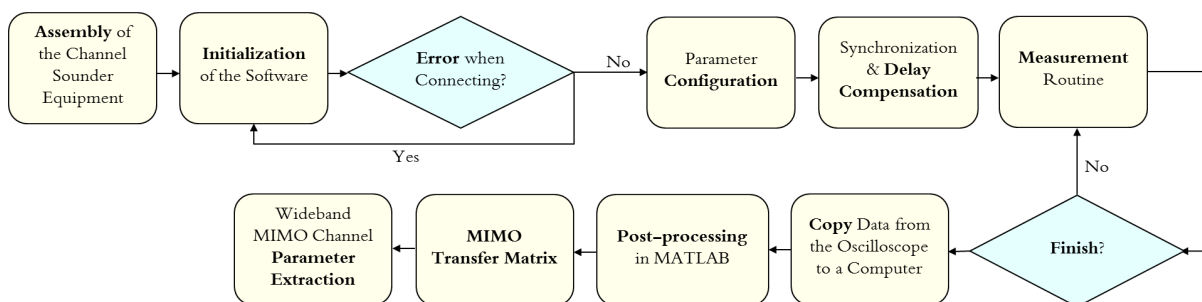 Assembly of
the Channel
Sounder
Equipment
Initialization
of the Software
Error when
Connecting?
No
Yes
Parameter
Configuration
Synchronization
& Delay
Compensation
Measurement
Routine
No
Finish?
Copy Data from
the Oscilloscope
to a Computer
Post-processing
in MATLAB
MIMO
Transfer Matrix
Wideband
MIMO Channel
Parameter
Extraction